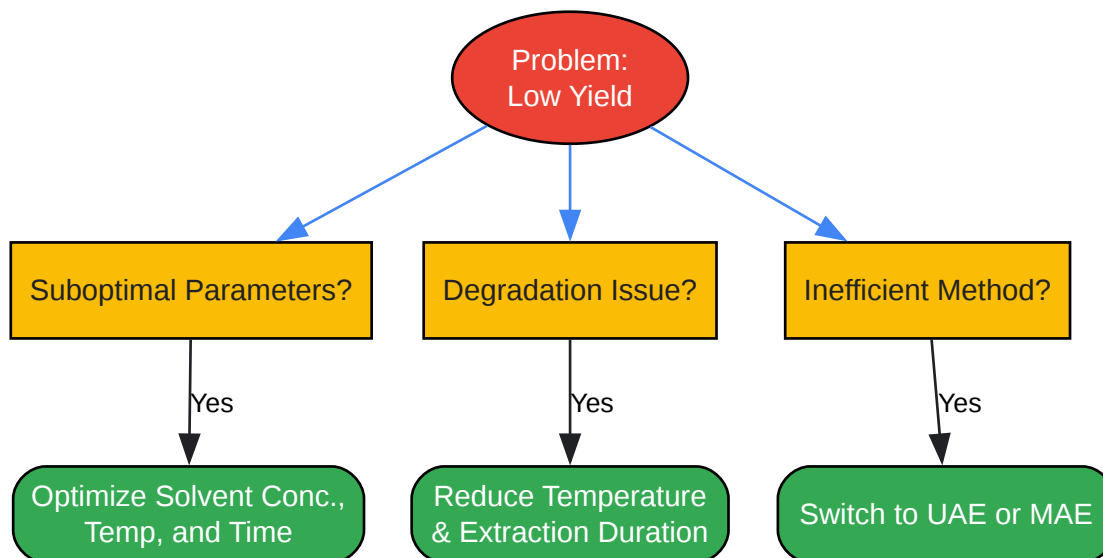 Problem:
Low Yield
Suboptimal Parameters?
Degradation Issue?
Inefficient Method?
Yes
Yes
Yes
Optimize Solvent Conc.,
Temp, and Time
Reduce Temperature
& Extraction Duration
Switch to UAE or MAE